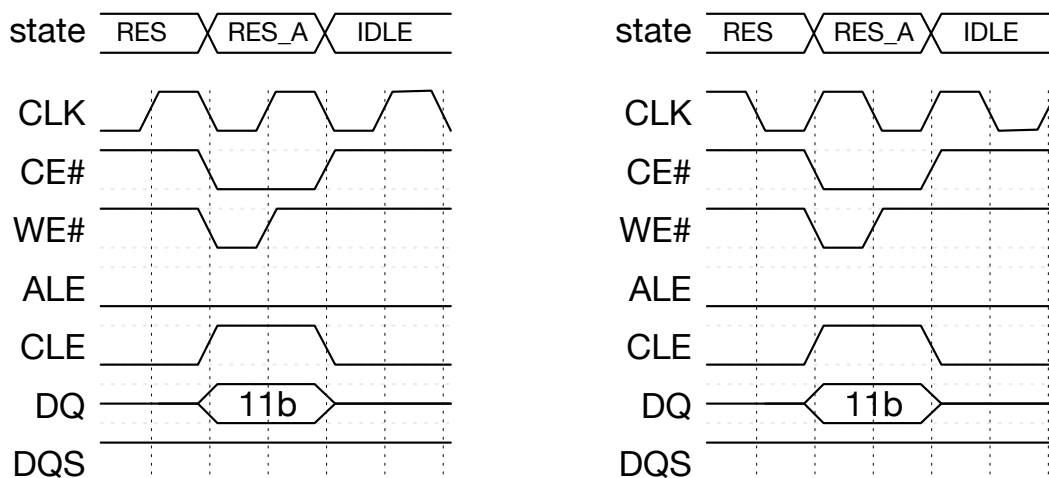 state RES RES_A IDLE
CLK
CE#
WE#
ALE
CLE
DQ 11b
DQS
state RES RES_A IDLE
CLK
CE#
WE#
ALE
CLE
DQ 11b
DQS